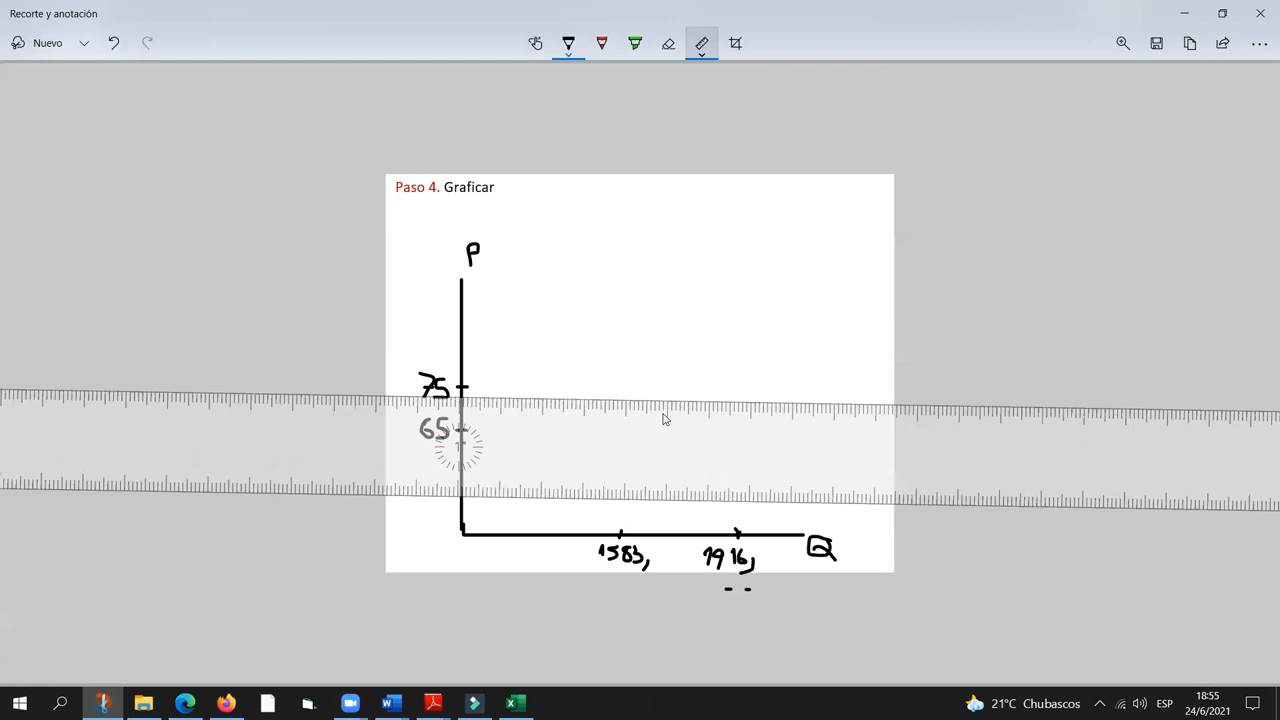 Recorte y anotación
Nuevo
Paso 4. Graficar
P
75
65
1583,
1916,
Q
21°C Chubascos
ESP
18:55
24/6/2021